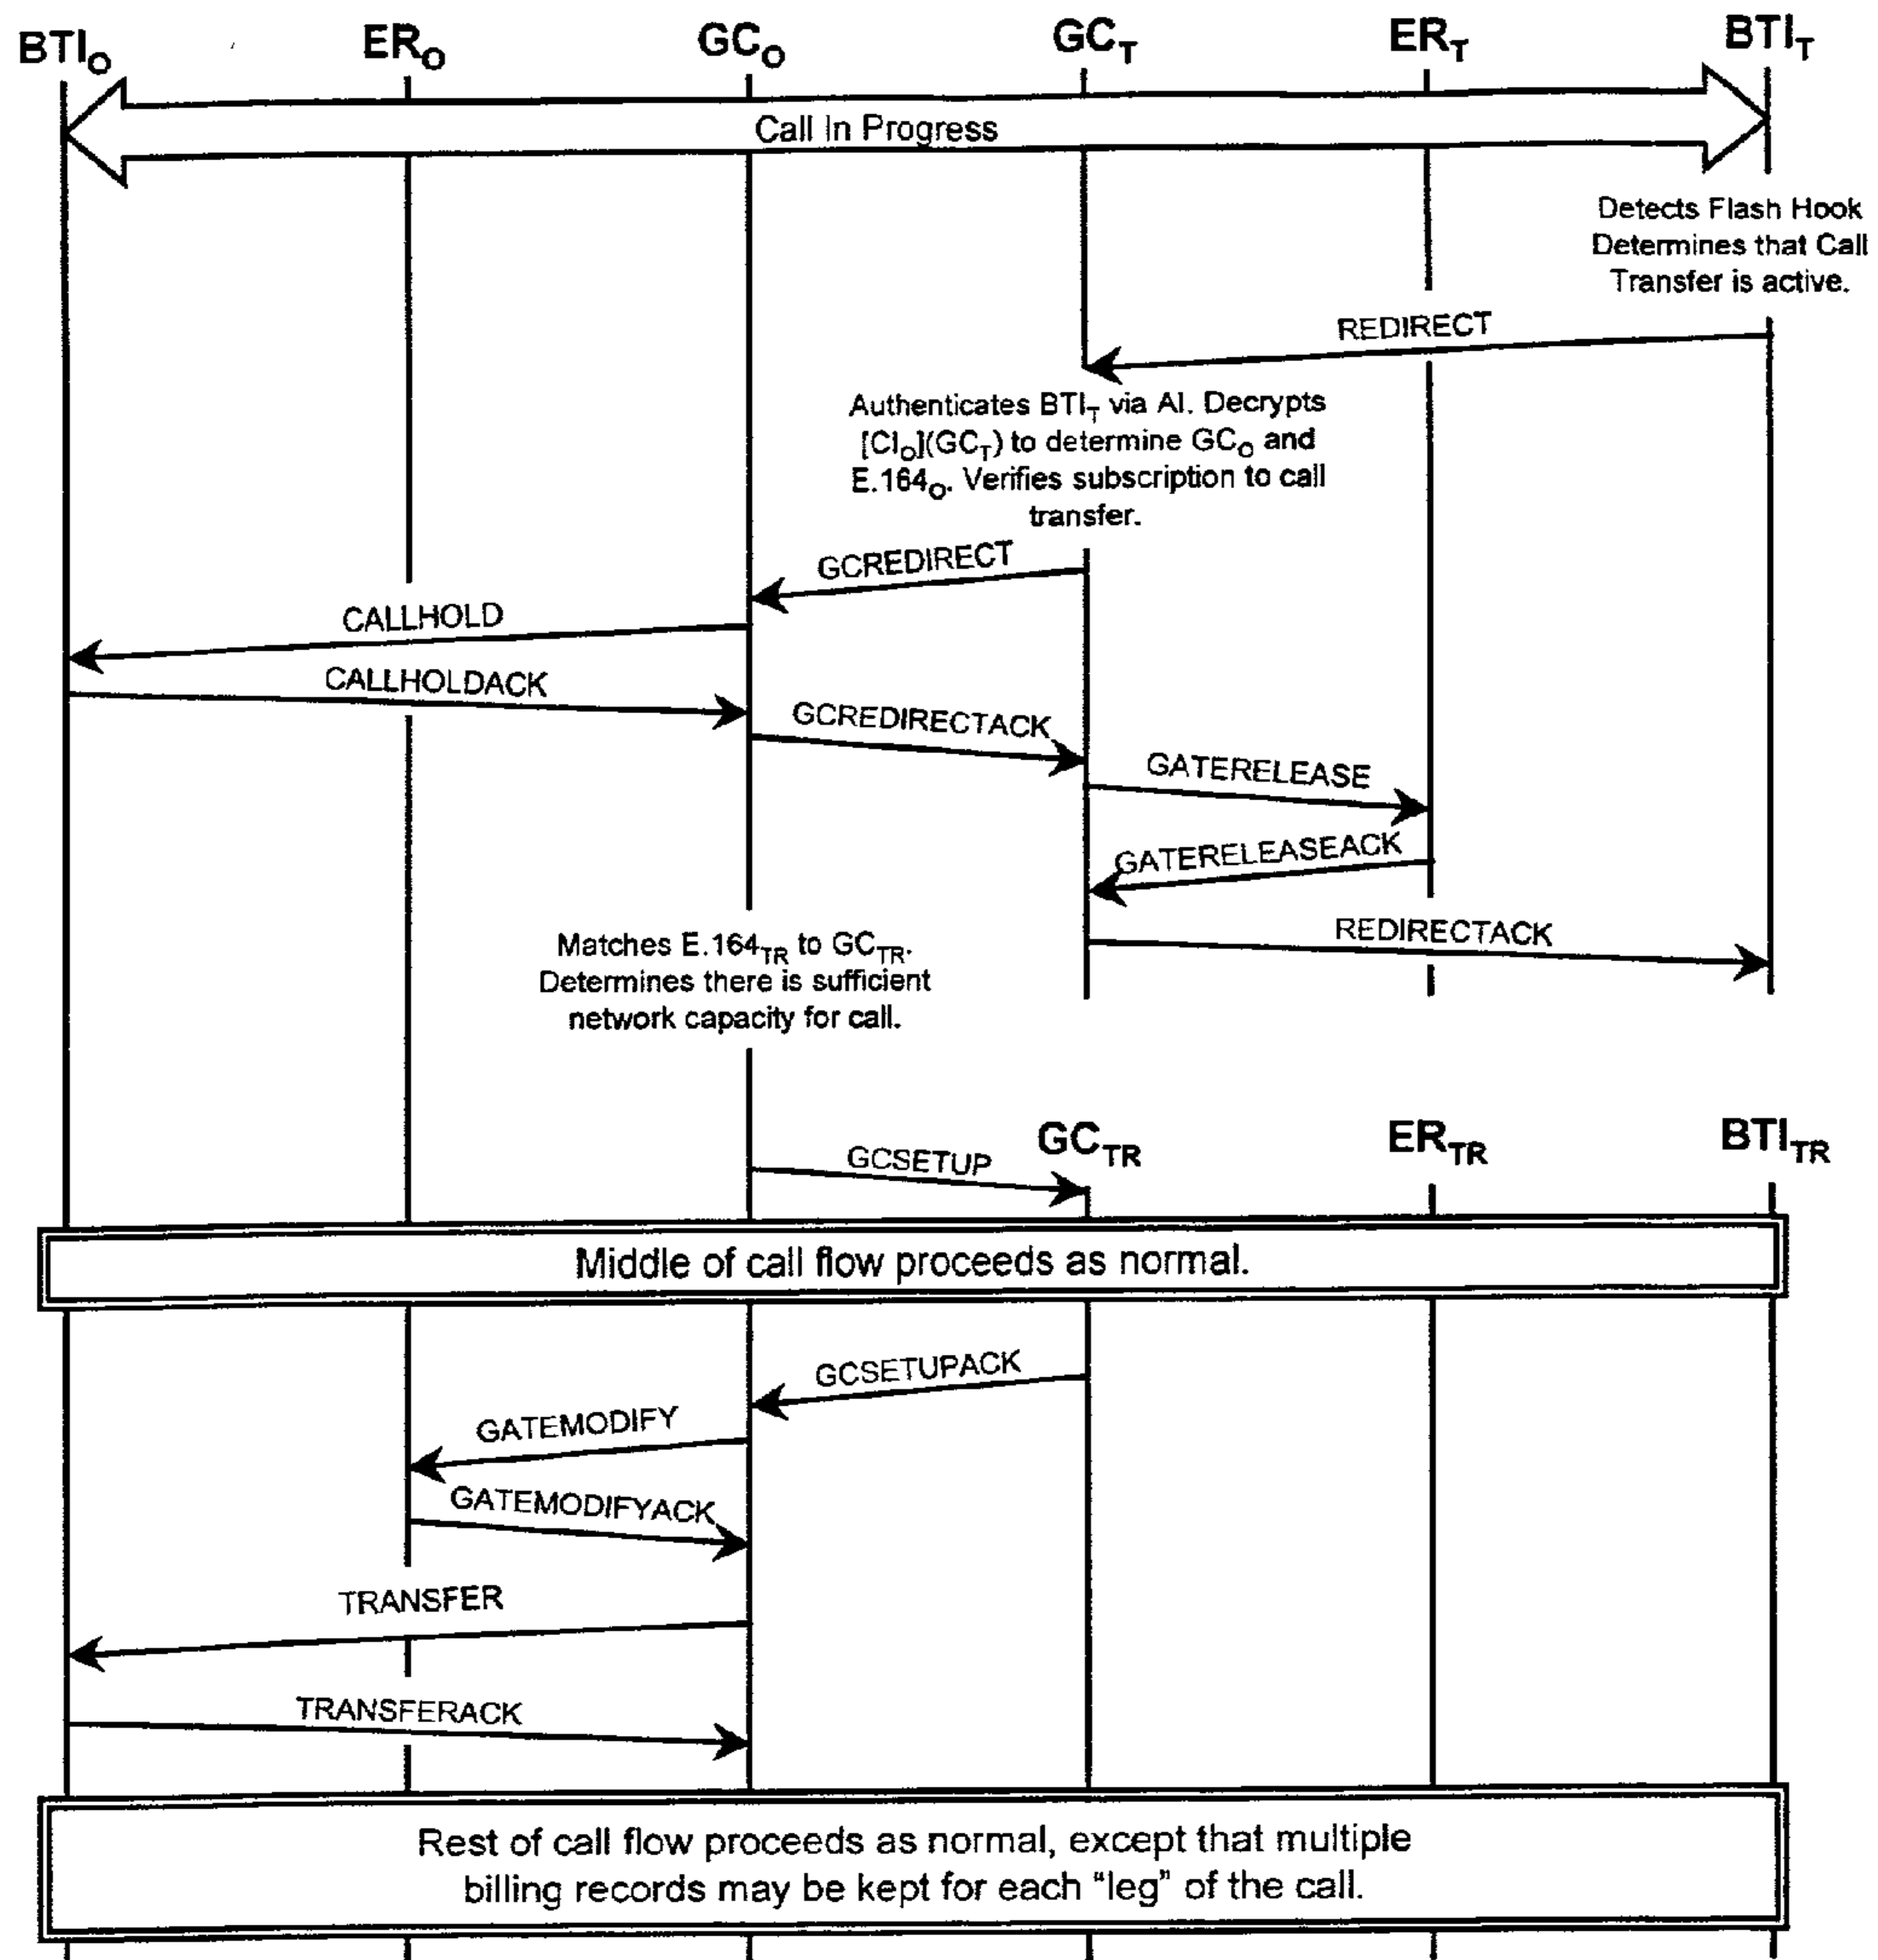 BTIO ERO GCO GCT ERT BTIT
Call In Progress
Detects Flash Hook
Determines that Call
Transfer is active.
REDIRECT
Authenticates BTIT via AI. Decrypts
[CIO](GCT) to determine GCO and
E.164O. Verifies subscription to call
transfer.
GCREDIRECT
CALLHOLD
CALLHOLDACK
GCREDIRECTACK
GATERELEASE
GATERELEASEACK
REDIRECTACK
Matches E.164TR to GCTR.
Determines there is sufficient
network capacity for call.
GCTR ERTR BTITR
GCSETUP
Middle of call flow proceeds as normal.
GCSETUPACK
GATEMODIFY
GATEMODIFYACK
TRANSFER
TRANSFERACK
Rest of call flow proceeds as normal, except that multiple
billing records may be kept for each “leg” of the call.